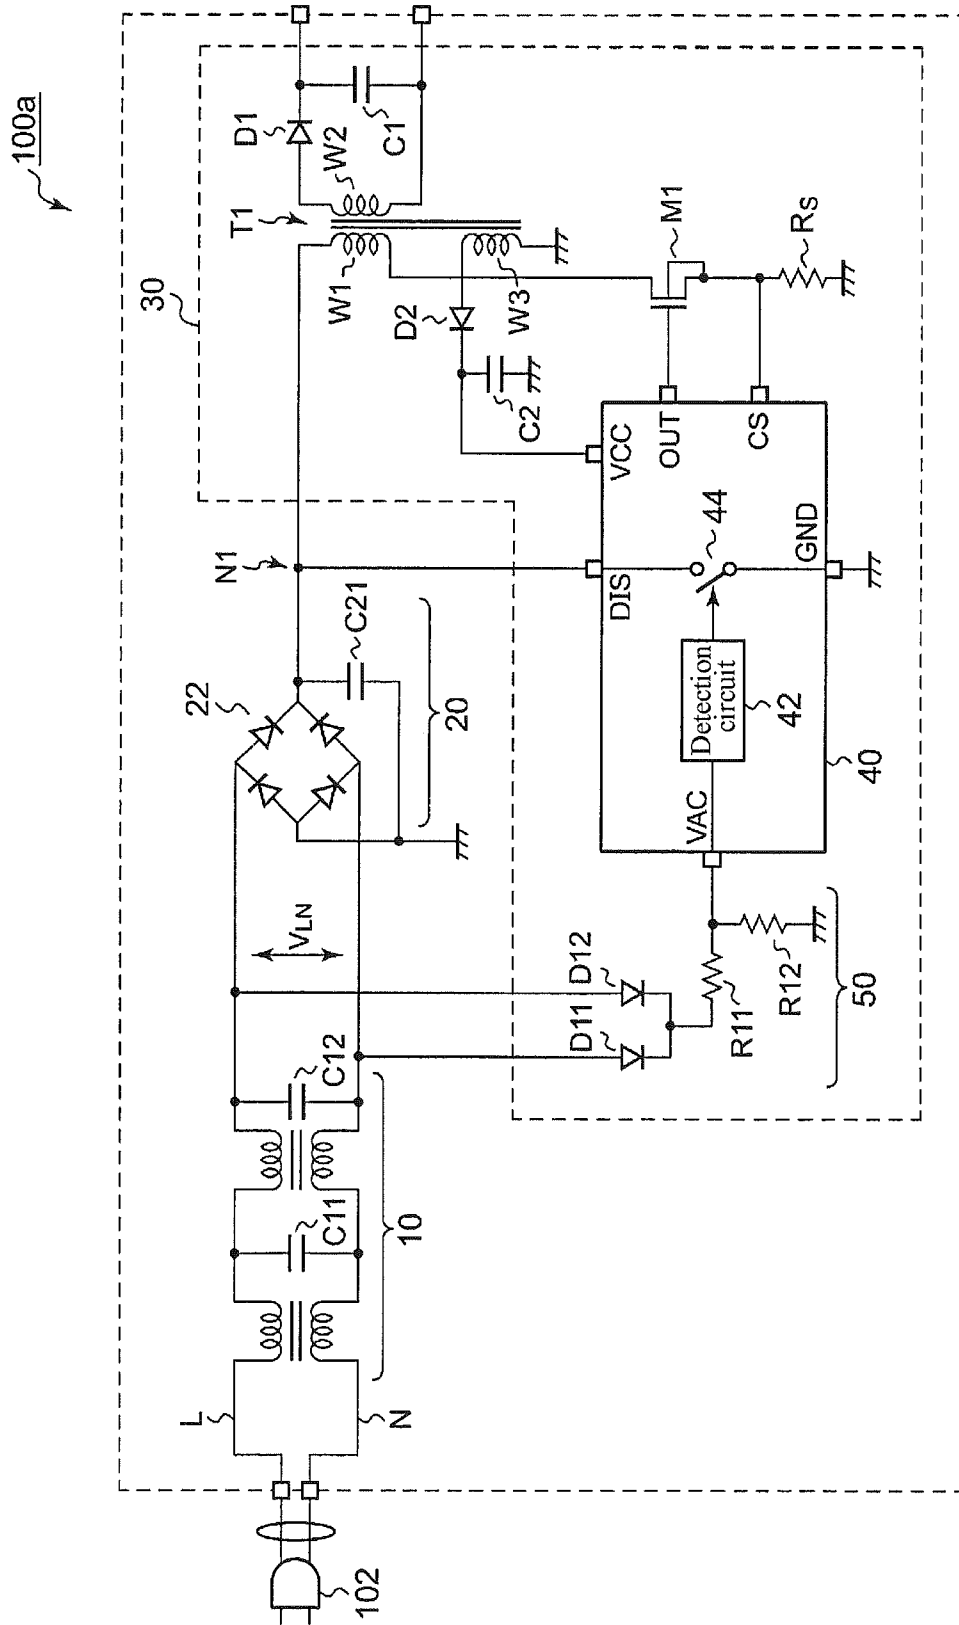 100a
30
T1
D1
W2
C1
W1
D2
W3
C2
M1
RS
N1
22
C21
20
VCC
OUT
CS
DIS
44
GND
Detection
circuit
42
VAC
40
VLN
D12
D11
R11
R12
50
C12
C11
10
L
N
102